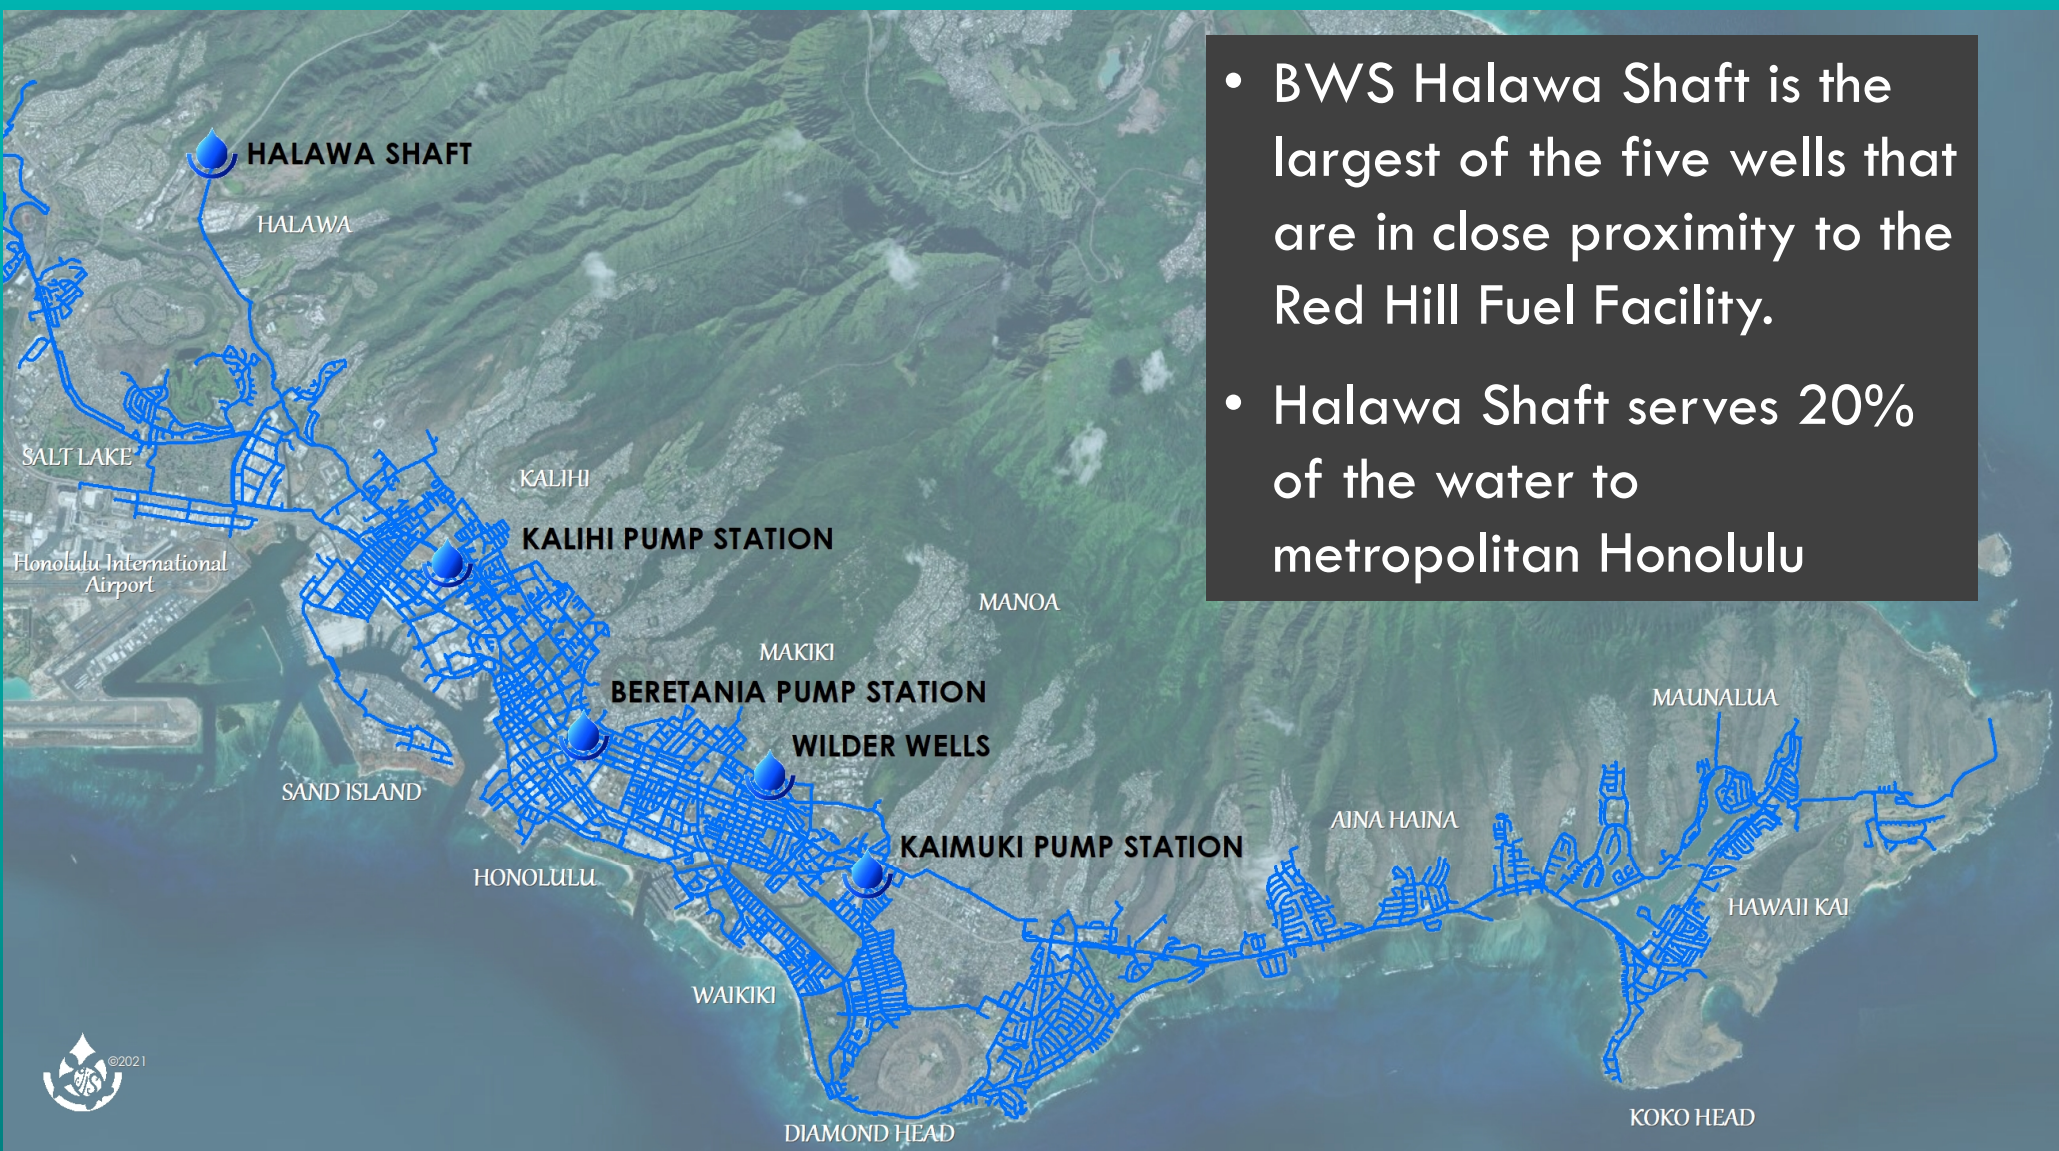 • BWS Halawa Shaft is the
largest of the five wells that
are in close proximity to the
Red Hill Fuel Facility.
• Halawa Shaft serves 20%
of the water to
metropolitan Honolulu
HALAWA SHAFT
HALAWA
SALT LAKE
KALIHI
KALIHI PUMP STATION
Honolulu International
Airport
MANOA
MAKIKI
BERETANIA PUMP STATION
WILDER WELLS
MAUNALUA
SAND ISLAND
AINA HAINA
KAIMUKI PUMP STATION
HONOLULU
HAWAII KAI
WAIKIKI
©2021
KOKO HEAD
DIAMOND HEAD